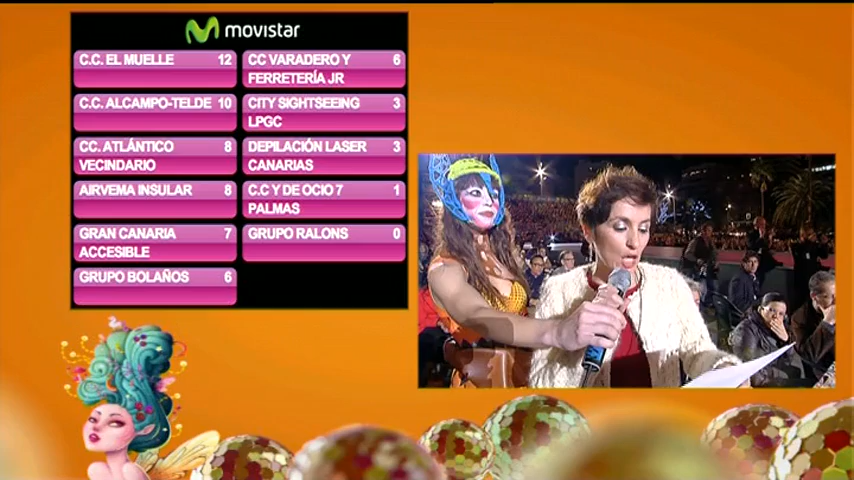 movistar
C.C. EL MUELLE 12
C.C. ALCAMPO-TELDE 10
CC. ATLÁNTICO 8
VECINDARIO
AIRVEMA INSULAR 8
GRAN CANARIA 7
ACCESIBLE
GRUPO BOLAÑOS 6
CC VARADERO Y 6
FERRETERÍA JR
CITY SIGHTSEEING 3
LPGC
DEPILACIÓN LASER 3
CANARIAS
C.C Y DE OCIO 7 1
PALMAS
GRUPO RALONS 0